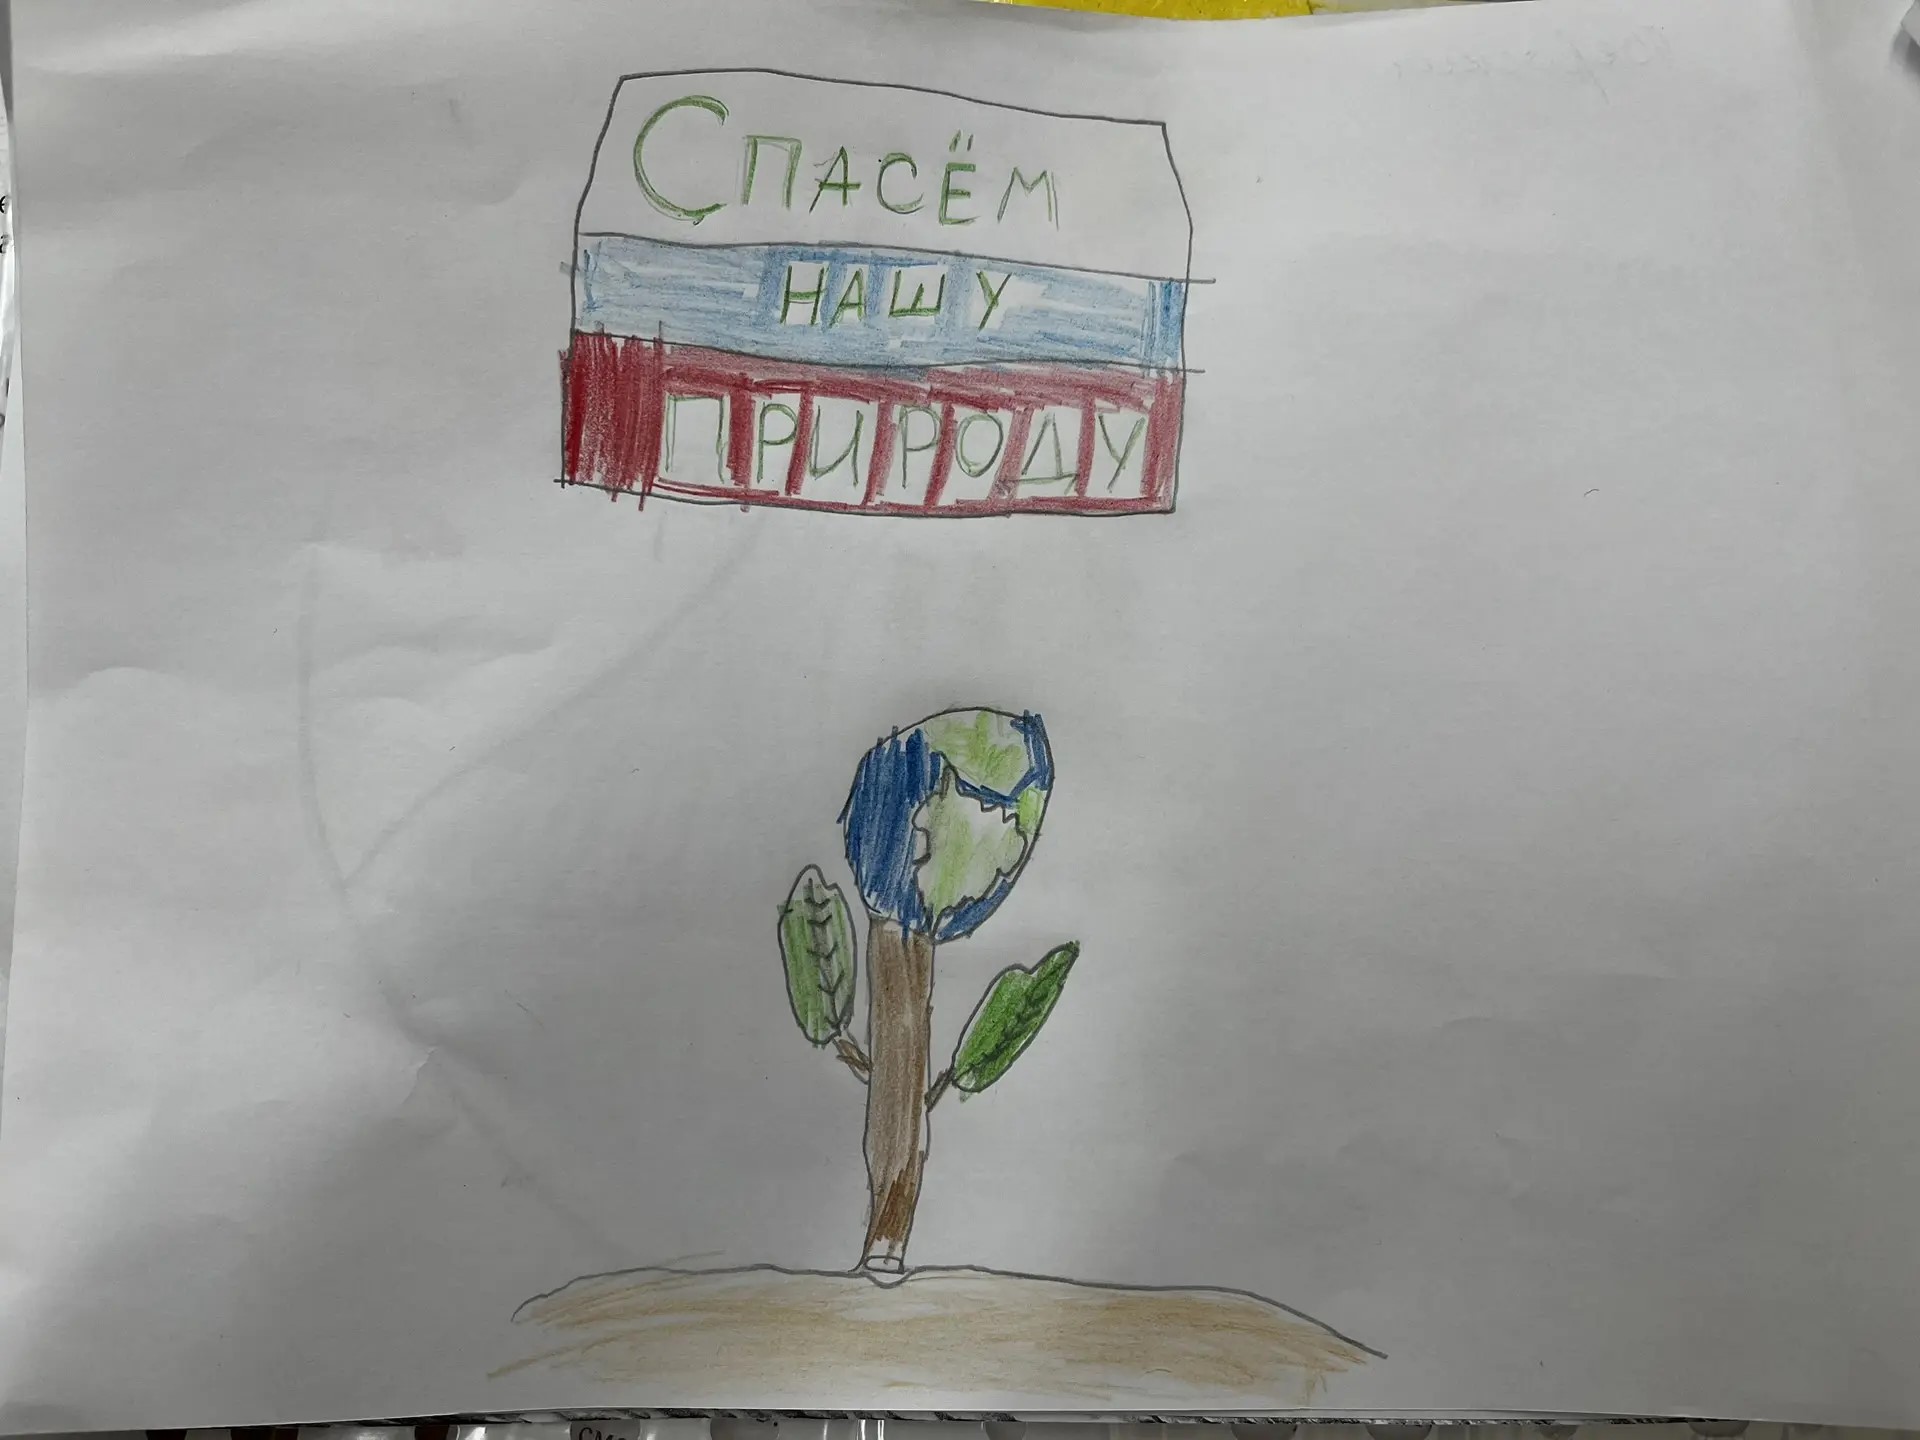 Спасём
нашу
природу